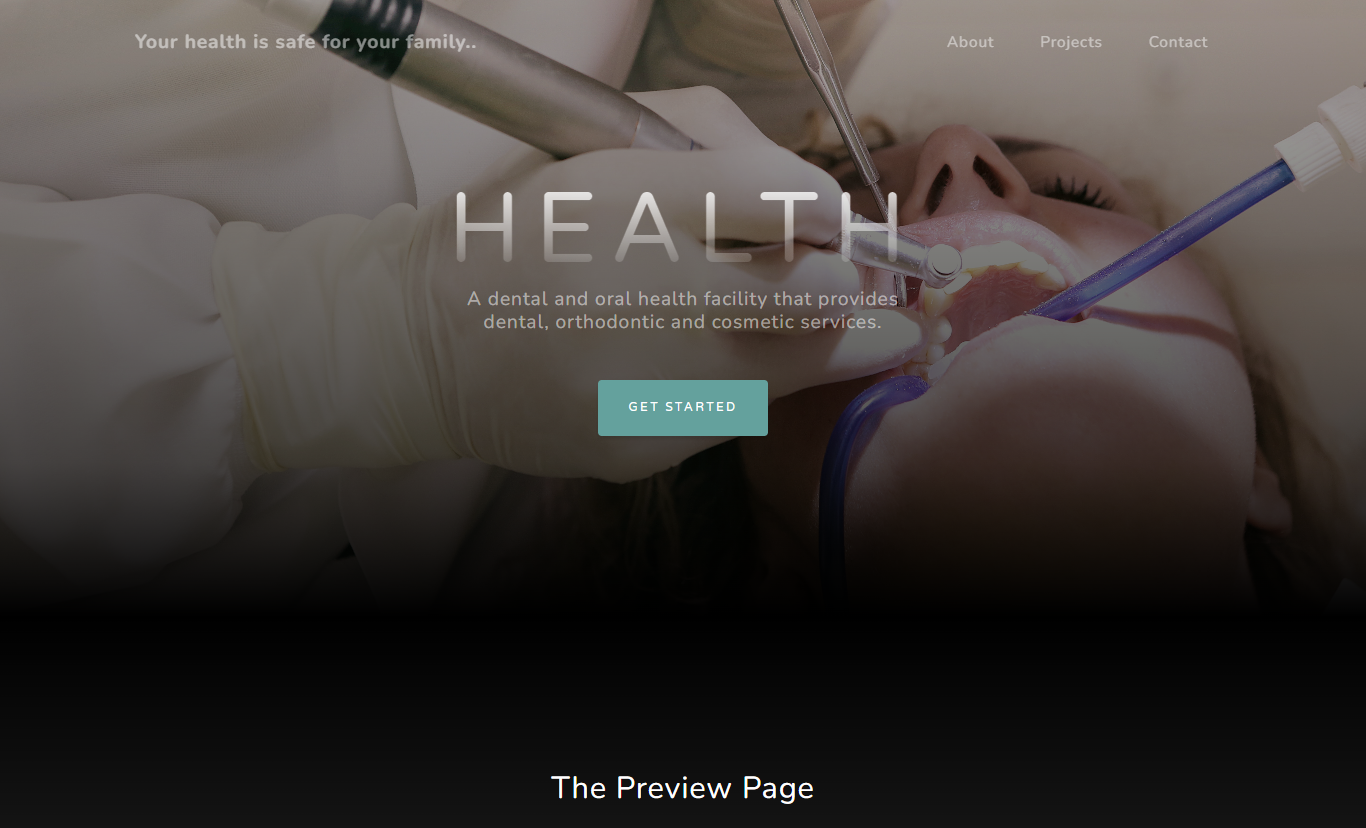 Your health is safe for your family..
About
Projects
Contact
HEALTH
A dental and oral health facility that provides
dental, orthodontic and cosmetic services.
GET STARTED
The Preview Page